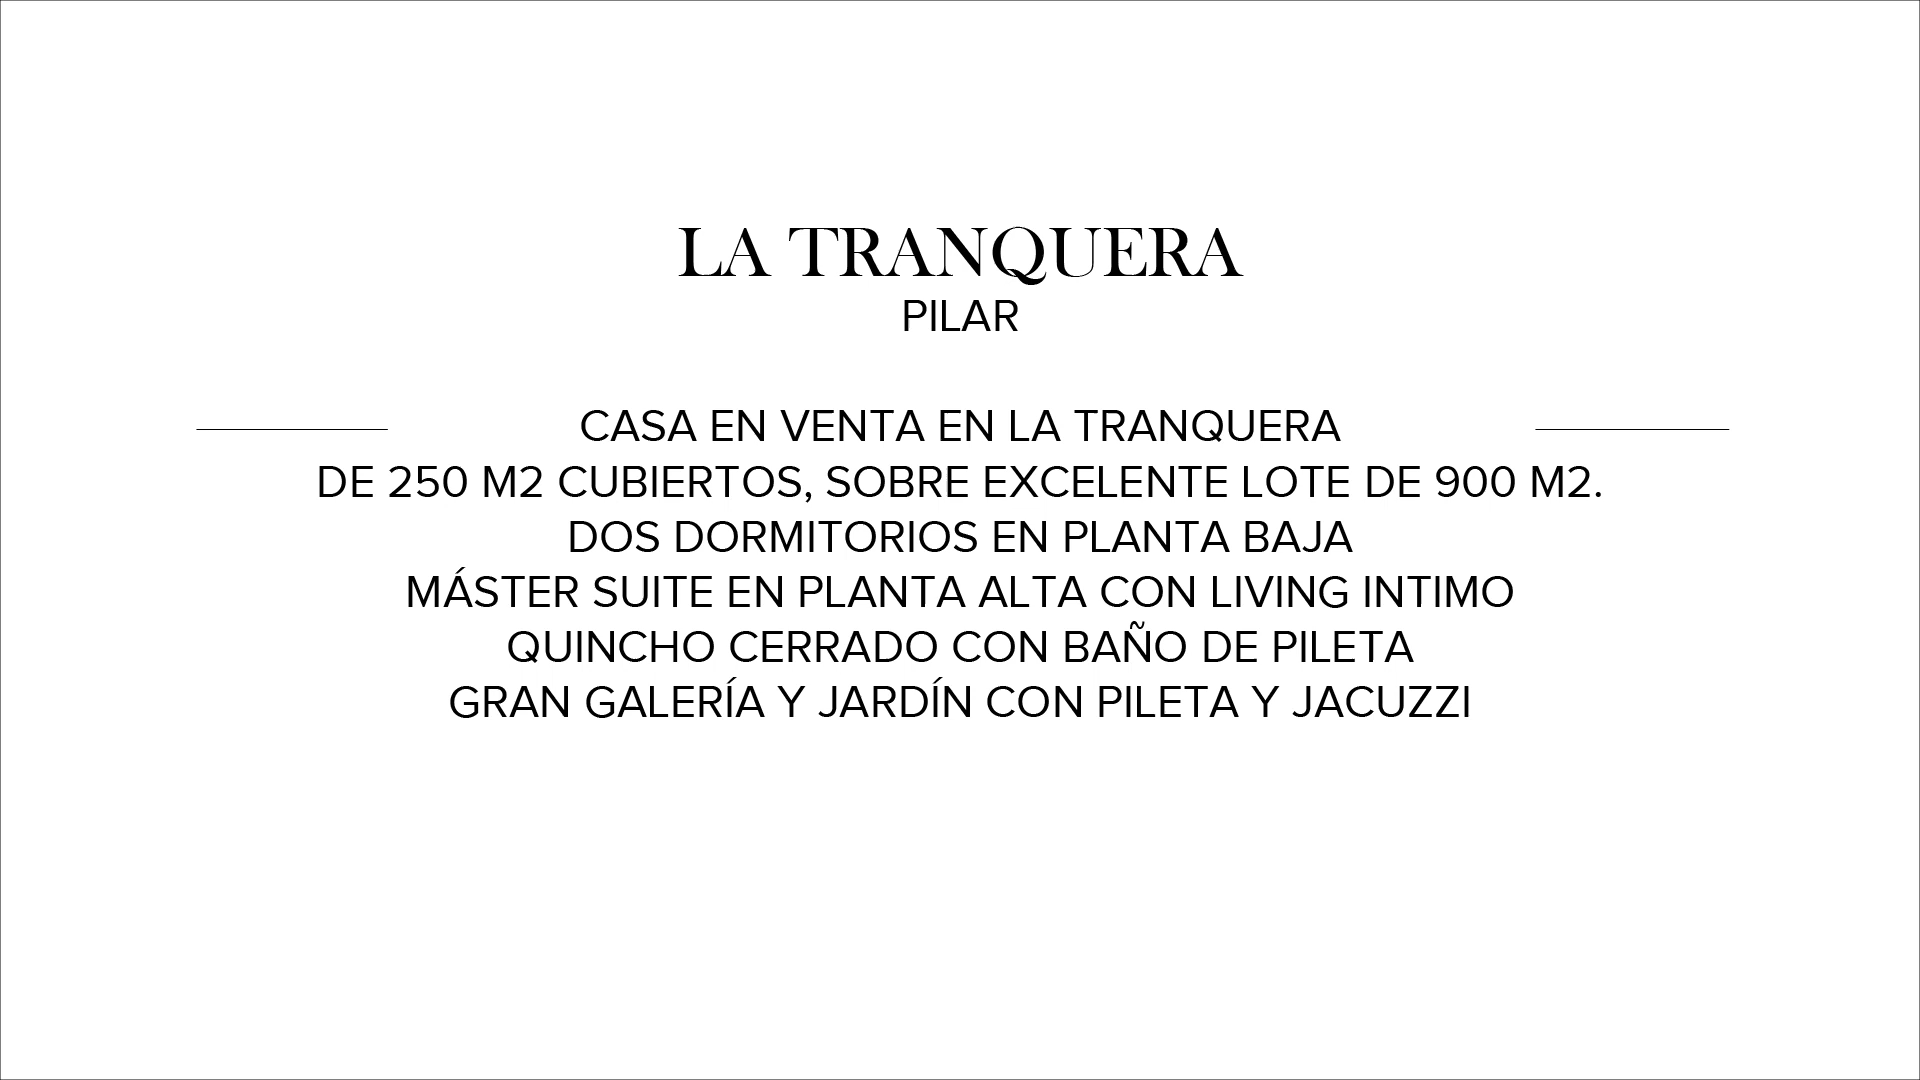 LA TRANQUERA
PILAR
CASA EN VENTA EN LA TRANQUERA
DE 250 M2 CUBIERTOS, SOBRE EXCELENTE LOTE DE 900 M2.
DOS DORMITORIOS EN PLANTA BAJA
MÁSTER SUITE EN PLANTA ALTA CON LIVING INTIMO
QUINCHO CERRADO CON BAÑO DE PILETA
GRAN GALERÍA Y JARDÍN CON PILETA Y JACUZZI